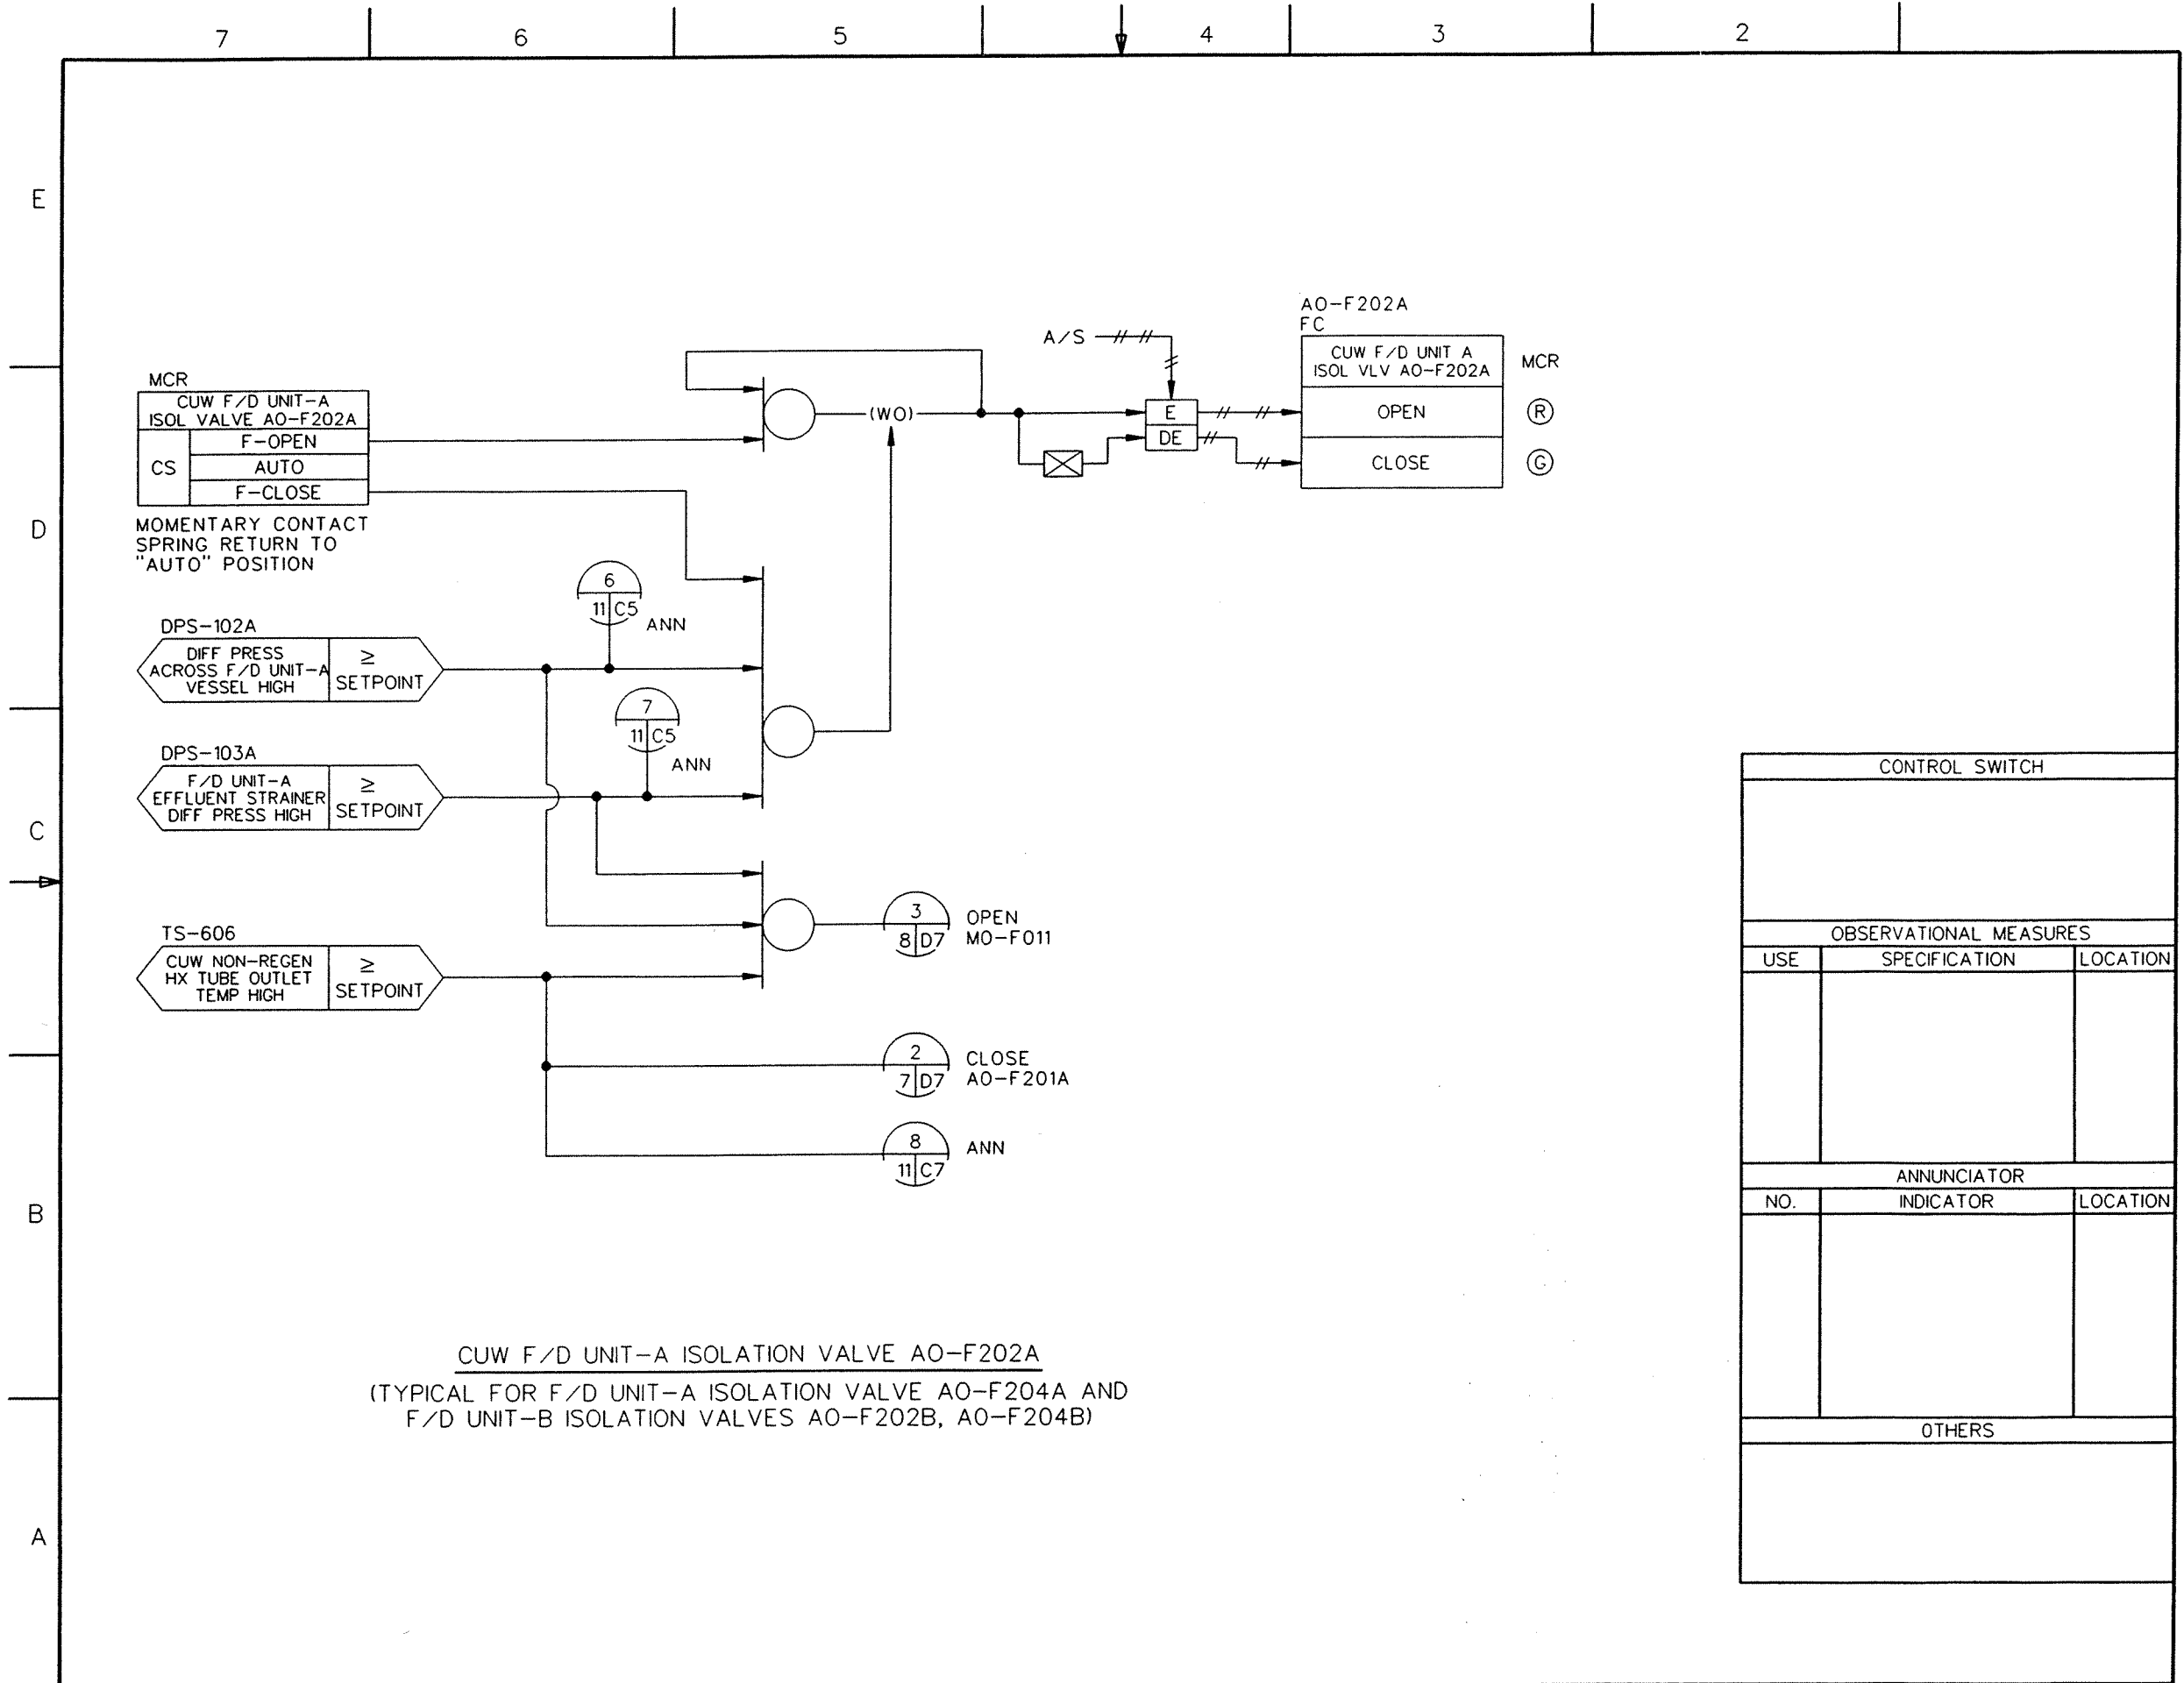 7 6 5 4 3 2
E
D
C
B
A
MCR
CUW F/D UNIT-A
ISOL VALVE AO-F202A
CS
F-OPEN
AUTO
F-CLOSE
MOMENTARY CONTACT
SPRING RETURN TO
"AUTO" POSITION
(WO)
A/S
E
DE
AO-F202A
FC
CUW F/D UNIT A
ISOL VLV AO-F202A
OPEN
CLOSE
MCR
R
G
6
11 C5
ANN
DPS-102A
DIFF PRESS
ACROSS F/D UNIT-A
VESSEL HIGH
≥
SETPOINT
7
11 C5
ANN
DPS-103A
F/D UNIT-A
EFFLUENT STRAINER
DIFF PRESS HIGH
≥
SETPOINT
3
8 D7
OPEN
MO-F011
TS-606
CUW NON-REGEN
HX TUBE OUTLET
TEMP HIGH
≥
SETPOINT
2
7 D7
CLOSE
AO-F201A
8
11 C7
ANN
CONTROL SWITCH
OBSERVATIONAL MEASURES
USE SPECIFICATION LOCATION
ANNUNCIATOR
NO. INDICATOR LOCATION
OTHERS
CUW F/D UNIT-A ISOLATION VALVE AO-F202A
(TYPICAL FOR F/D UNIT-A ISOLATION VALVE AO-F204A AND
F/D UNIT-B ISOLATION VALVES AO-F202B, AO-F204B)